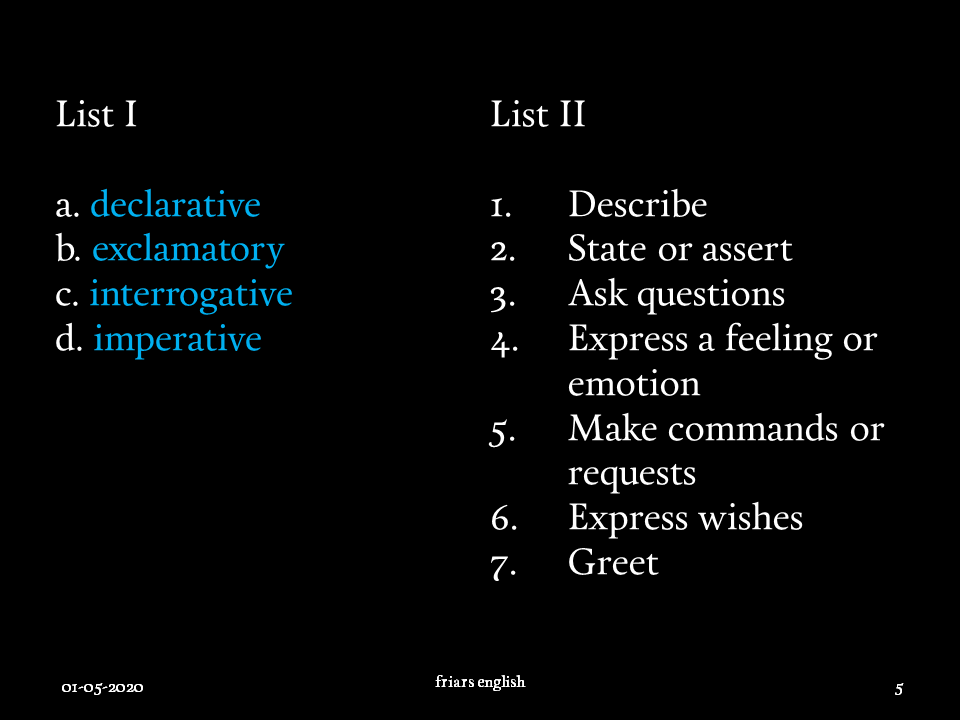 List I
a. declarative
b. exclamatory
c. interrogative
d. imperative
List II
1. Describe
2. State or assert
3. Ask questions
4. Express a feeling or
emotion
5. Make commands or
requests
6. Express wishes
7. Greet
01-05-2020
friars english
5